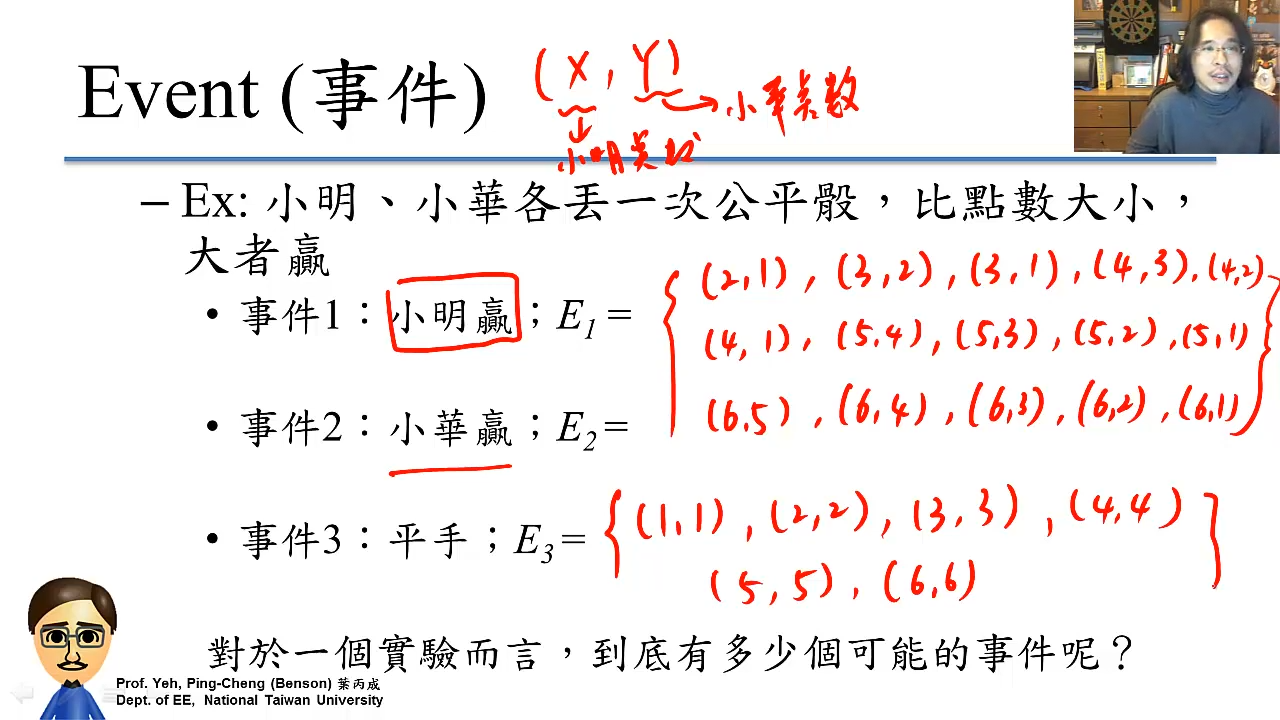 Event (事件)
(X, Y)
小華點數
小明點數
– Ex: 小明、小華各丟一次公平骰，比點數大小，
大者贏
• 事件1：小明贏；E1 =
{(2,1), (3,2), (3,1), (4,3), (4,2)
(4,1), (5,4), (5,3), (5,2), (5,1)
(6,5), (6,4), (6,3), (6,2), (6,1)}
• 事件2：小華贏；E2 =
• 事件3：平手；E3 = {(1,1), (2,2), (3,3), (4,4)
(5,5), (6,6)}
對於一個實驗而言，到底有多少個可能的事件呢？
Prof. Yeh, Ping-Cheng (Benson) 葉丙成
Dept. of EE, National Taiwan University